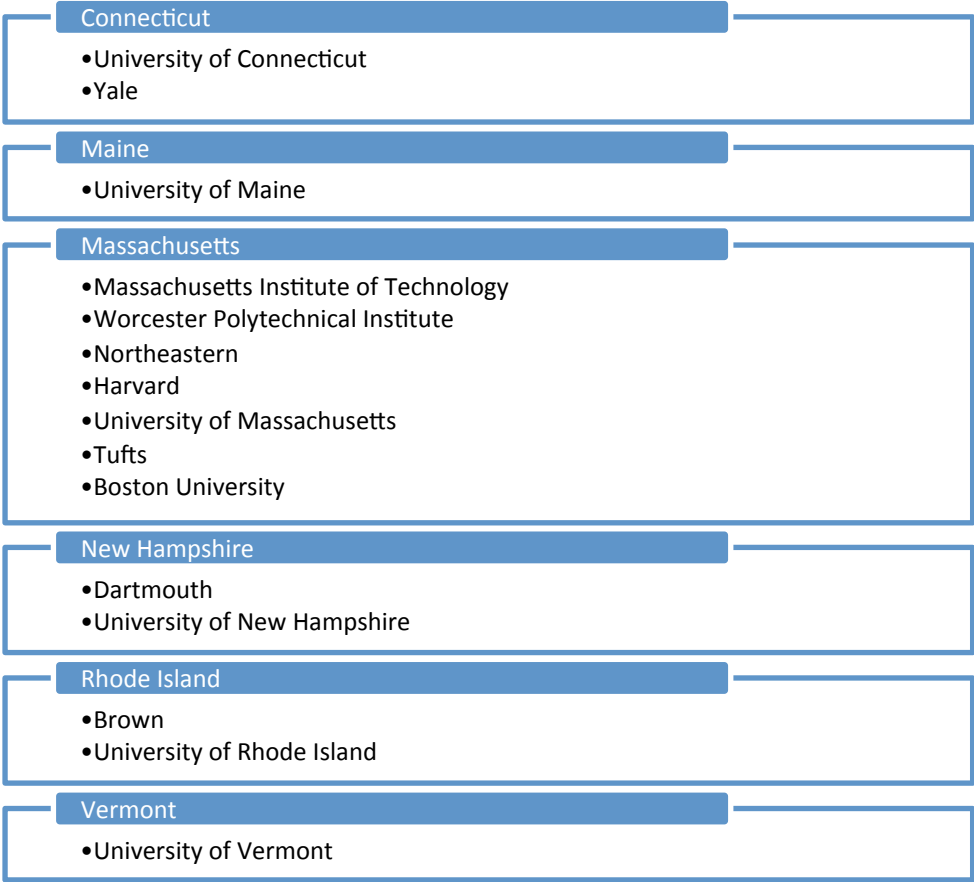 Connecticut
•University of Connecticut
•Yale
Maine
•University of Maine
Massachusetts
•Massachusetts Institute of Technology
•Worcester Polytechnical Institute
•Northeastern
•Harvard
•University of Massachusetts
•Tufts
•Boston University
New Hampshire
•Dartmouth
•University of New Hampshire
Rhode Island
•Brown
•University of Rhode Island
Vermont
•University of Vermont